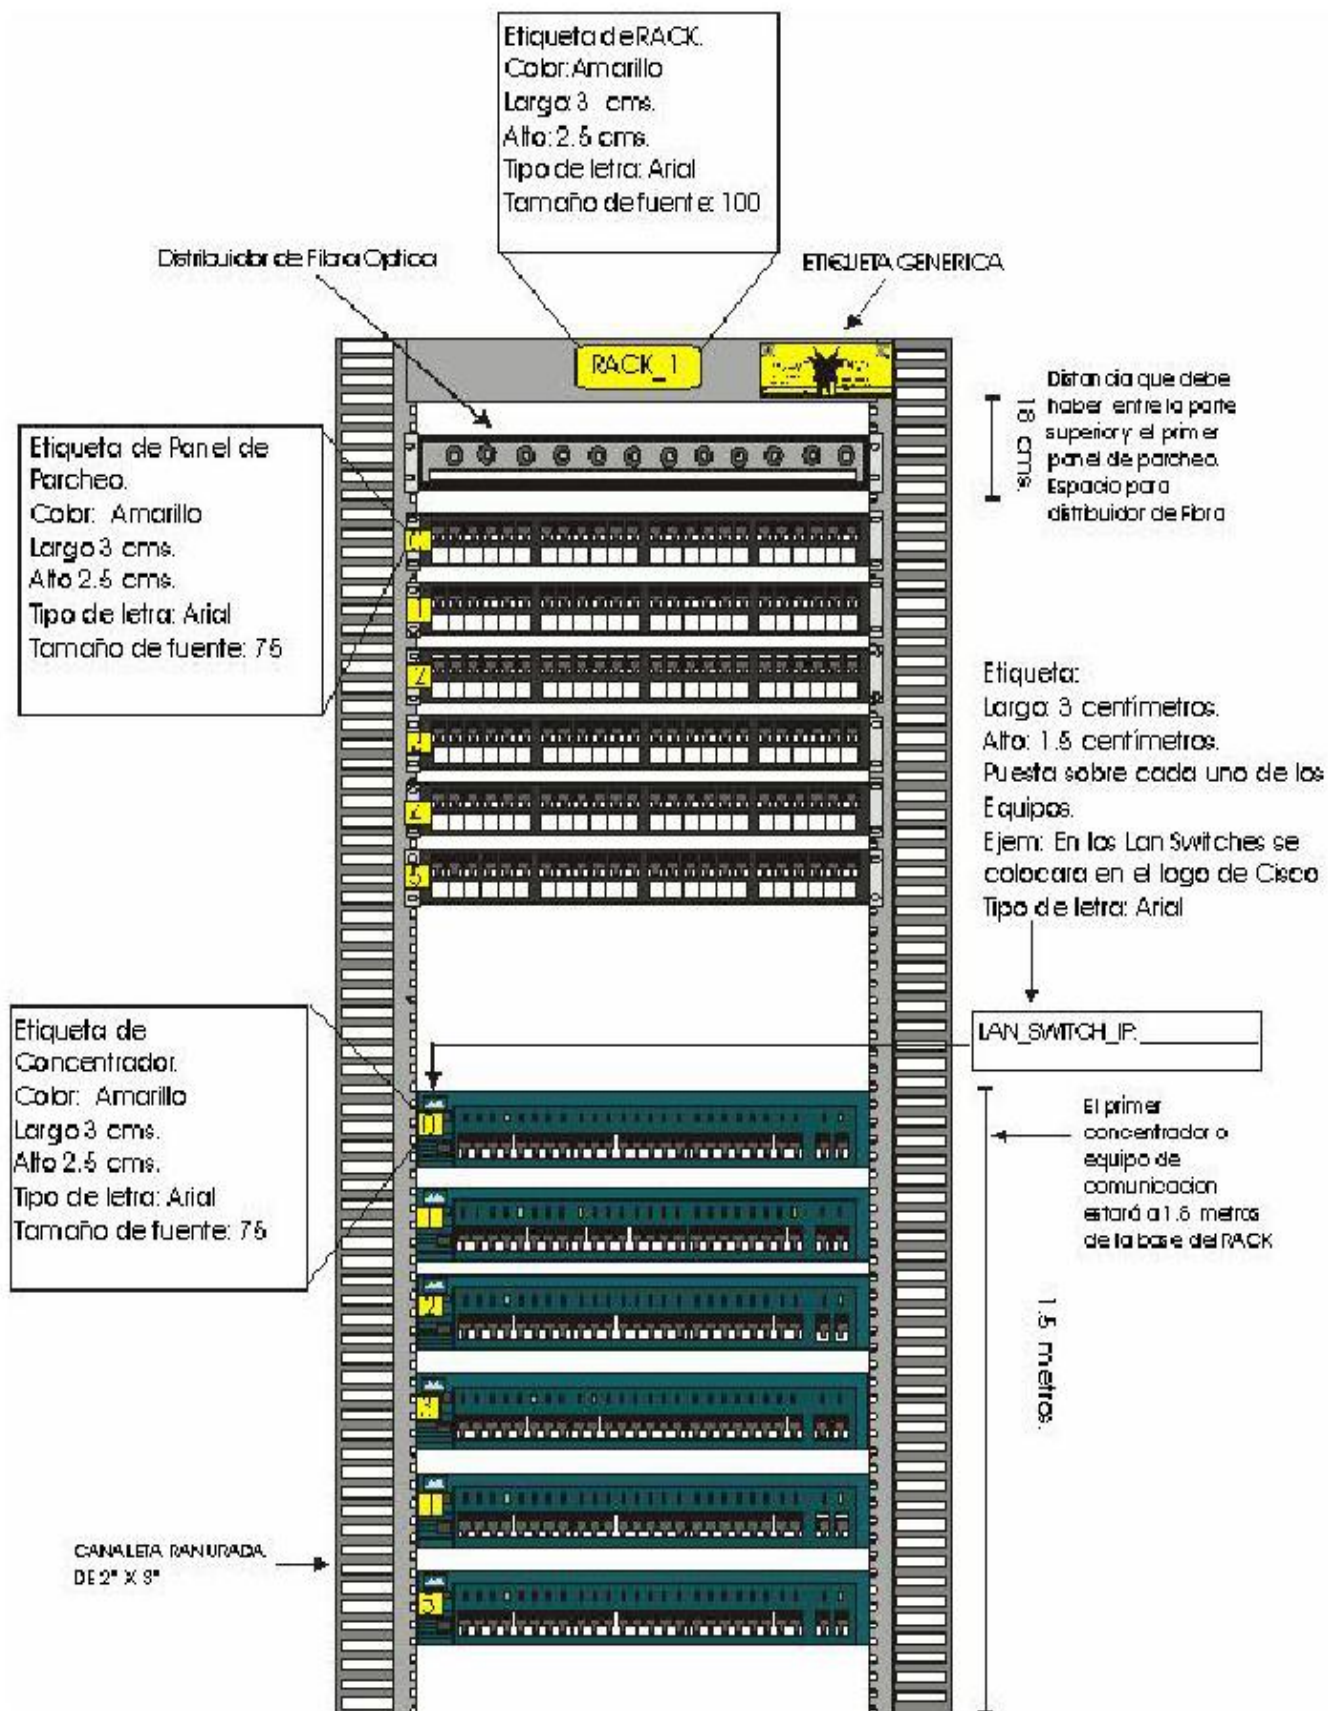 Etiqueta de RACK.
Color: Amarillo
Largo: 3 cms.
Alto: 2.5 cms.
Tipo de letra: Arial
Tamaño de fuente: 100
Distribuidor de Fibra Optica
ETIQUETA GENERICA
RACK_1
Distancia que debe
haber entre la parte
superior y el primer
panel de parcheo.
Espacio para
distribuidor de Fibra
18 cms.
Etiqueta de Panel de
Parcheo.
Color: Amarillo
Largo 3 cms.
Alto 2.5 cms.
Tipo de letra: Arial
Tamaño de fuente: 75
1
2
4
5
Etiqueta:
Largo: 3 centímetros.
Alto: 1.5 centímetros.
Puesta sobre cada uno de los
Equipos.
Ejem: En los Lan Switches se
colocara en el logo de Cisco
Tipo de letra: Arial
LAN_SWITCH_IP:
Etiqueta de
Concentrador.
Color: Amarillo
Largo 3 cms.
Alto 2.5 cms.
Tipo de letra: Arial
Tamaño de fuente: 75
El primer
concentrador o
equipo de
comunicacion
estará a 1.5 metros
de la base del RACK
1.5 metros.
0
1
2
CANALETA RANURADA
DE 2" X 3"